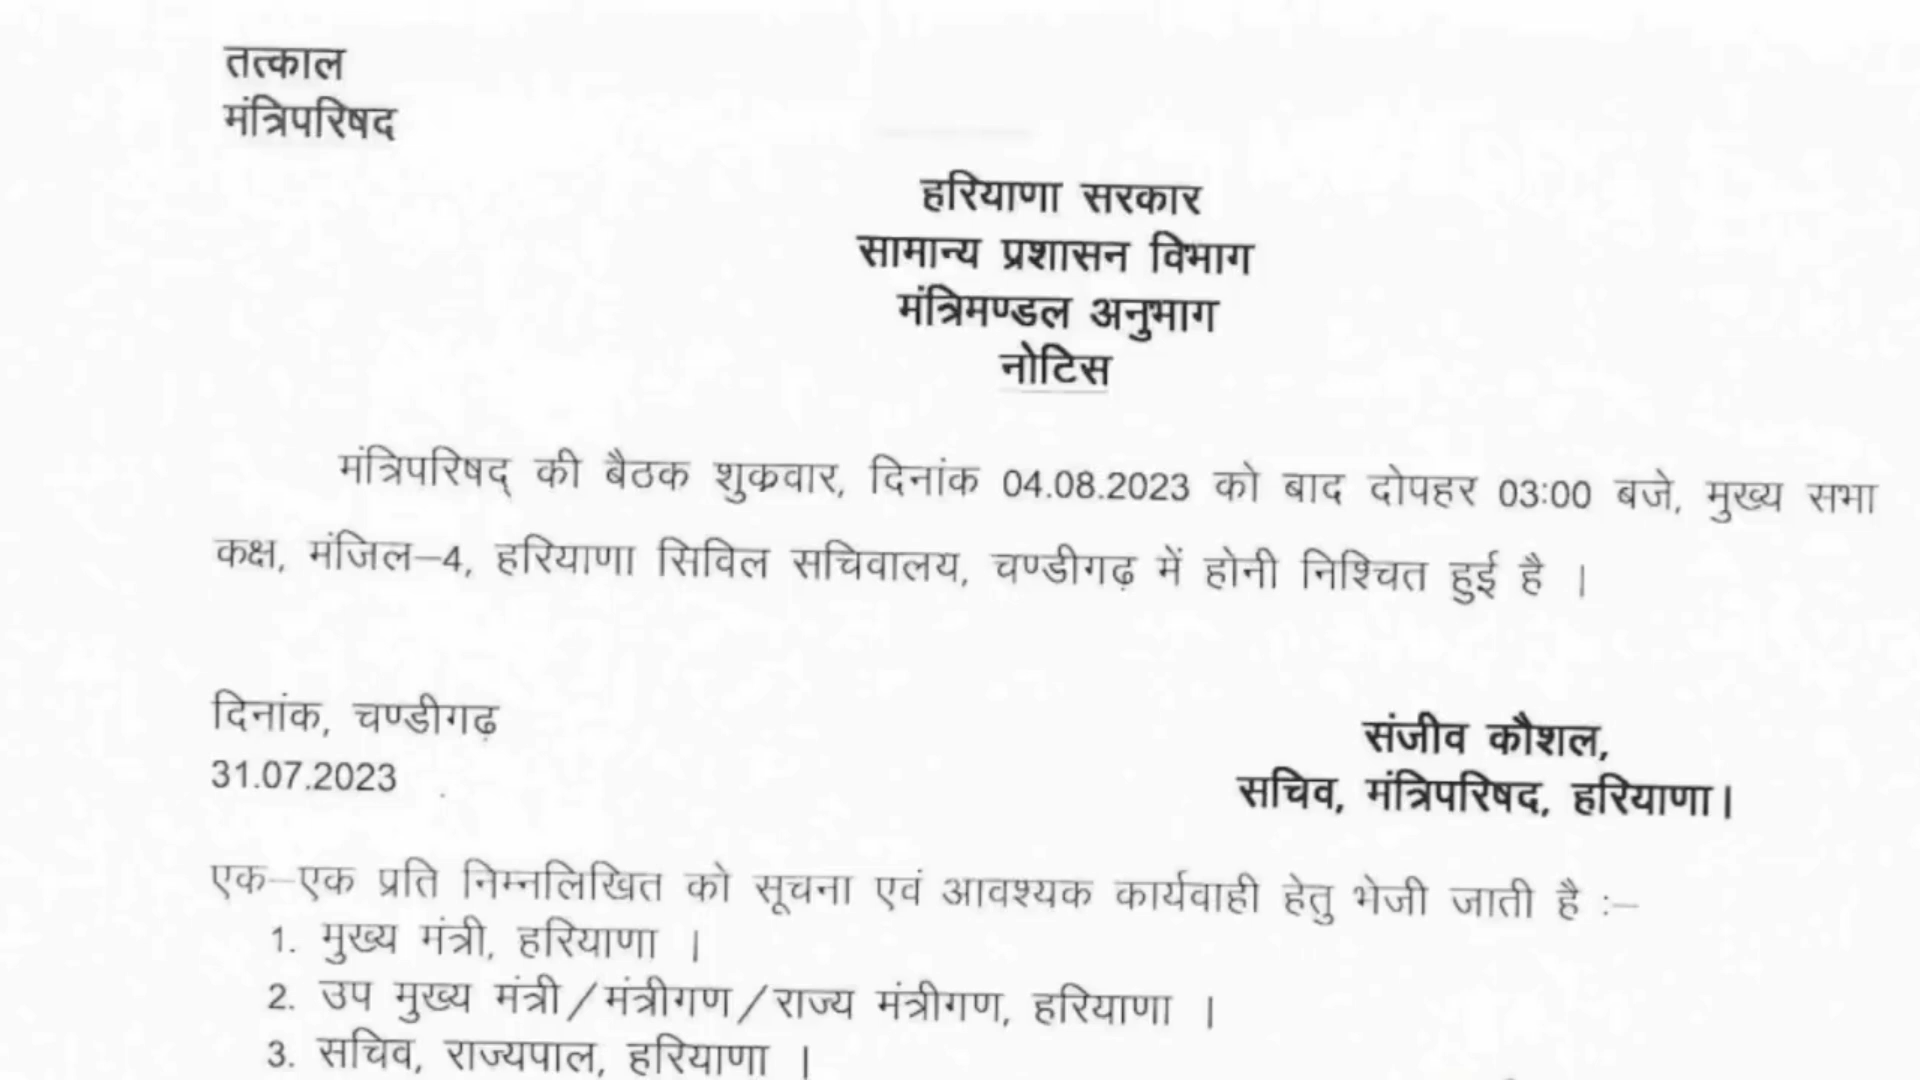 तत्काल
मंत्रिपरिषद
हरियाणा सरकार
सामान्य प्रशासन विभाग
मंत्रिमण्डल अनुभाग
नोटिस
मंत्रिपरिषद् की बैठक शुक्रवार, दिनांक 04.08.2023 को बाद दोपहर 03:00 बजे, मुख्य सभा
कक्ष, मंजिल–4, हरियाणा सिविल सचिवालय, चण्डीगढ़ में होनी निश्चित हुई है ।
दिनांक, चण्डीगढ़
31.07.2023
संजीव कौशल,
सचिव, मंत्रिपरिषद, हरियाणा।
एक–एक प्रति निम्नलिखित को सूचना एवं आवश्यक कार्यवाही हेतु भेजी जाती है :–
1. मुख्य मंत्री, हरियाणा ।
2. उप मुख्य मंत्री/मंत्रीगण/राज्य मंत्रीगण, हरियाणा ।
3. सचिव, राज्यपाल, हरियाणा ।